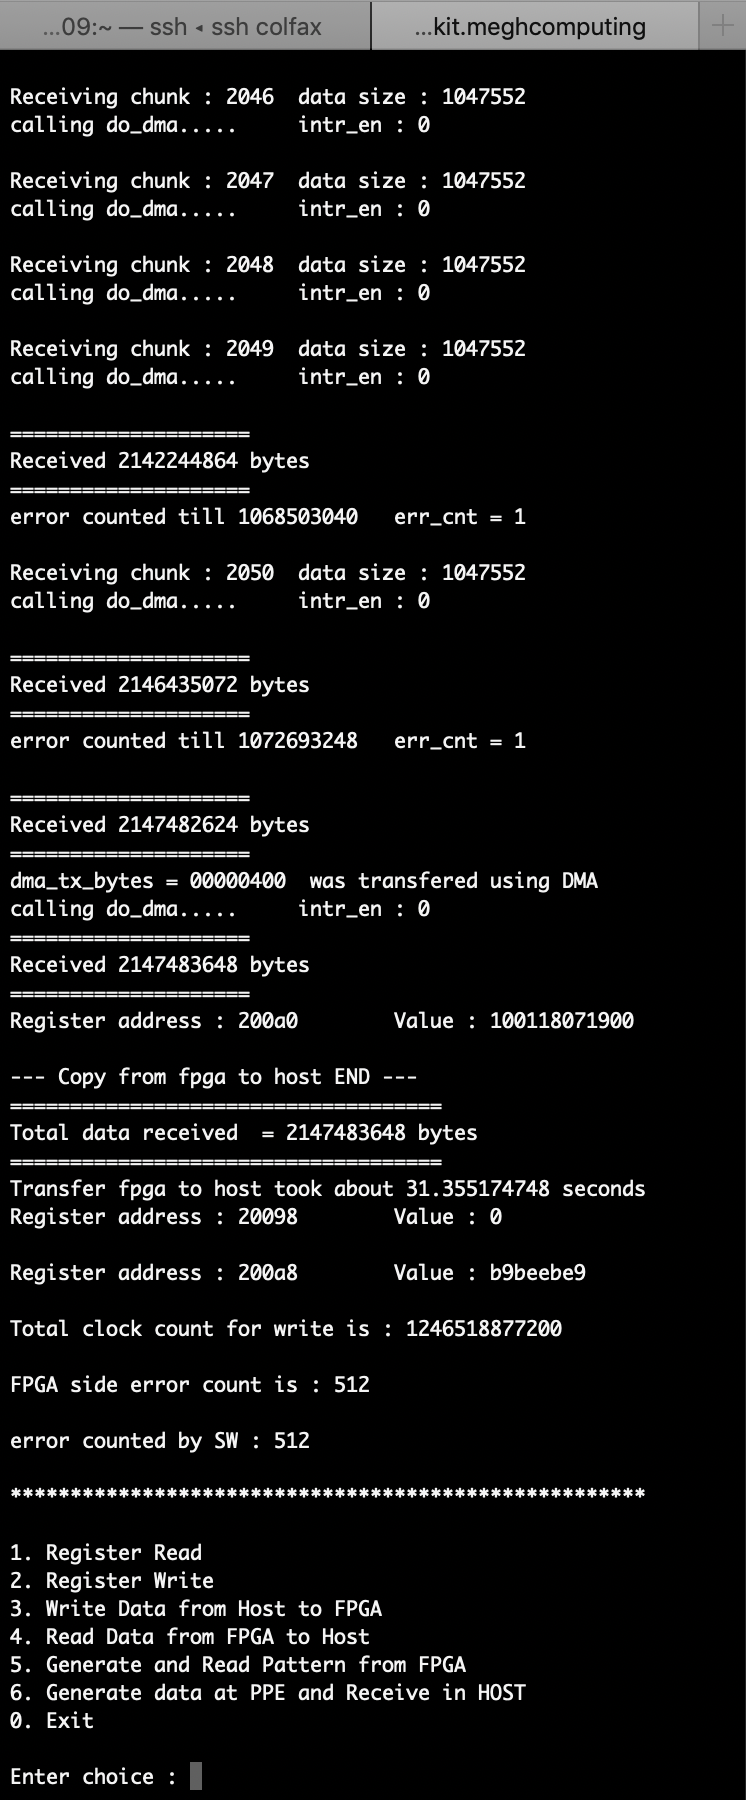 ...09:~ — ssh ◂ ssh colfax
...kit.meghcomputing
+
Receiving chunk : 2046  data size : 1047552
calling do_dma.....     intr_en : 0
Receiving chunk : 2047  data size : 1047552
calling do_dma.....     intr_en : 0
Receiving chunk : 2048  data size : 1047552
calling do_dma.....     intr_en : 0
Receiving chunk : 2049  data size : 1047552
calling do_dma.....     intr_en : 0
====================
Received 2142244864 bytes
====================
error counted till 1068503040   err_cnt = 1
Receiving chunk : 2050  data size : 1047552
calling do_dma.....     intr_en : 0
====================
Received 2146435072 bytes
====================
error counted till 1072693248   err_cnt = 1
====================
Received 2147482624 bytes
====================
dma_tx_bytes = 00000400  was transfered using DMA
calling do_dma.....     intr_en : 0
====================
Received 2147483648 bytes
====================
Register address : 200a0        Value : 100118071900
--- Copy from fpga to host END ---
====================================
Total data received  = 2147483648 bytes
====================================
Transfer fpga to host took about 31.355174748 seconds
Register address : 20098        Value : 0
Register address : 200a8        Value : b9beebe9
Total clock count for write is : 1246518877200
FPGA side error count is : 512
error counted by SW : 512
*****************************************************
1. Register Read
2. Register Write
3. Write Data from Host to FPGA
4. Read Data from FPGA to Host
5. Generate and Read Pattern from FPGA
6. Generate data at PPE and Receive in HOST
0. Exit
Enter choice :